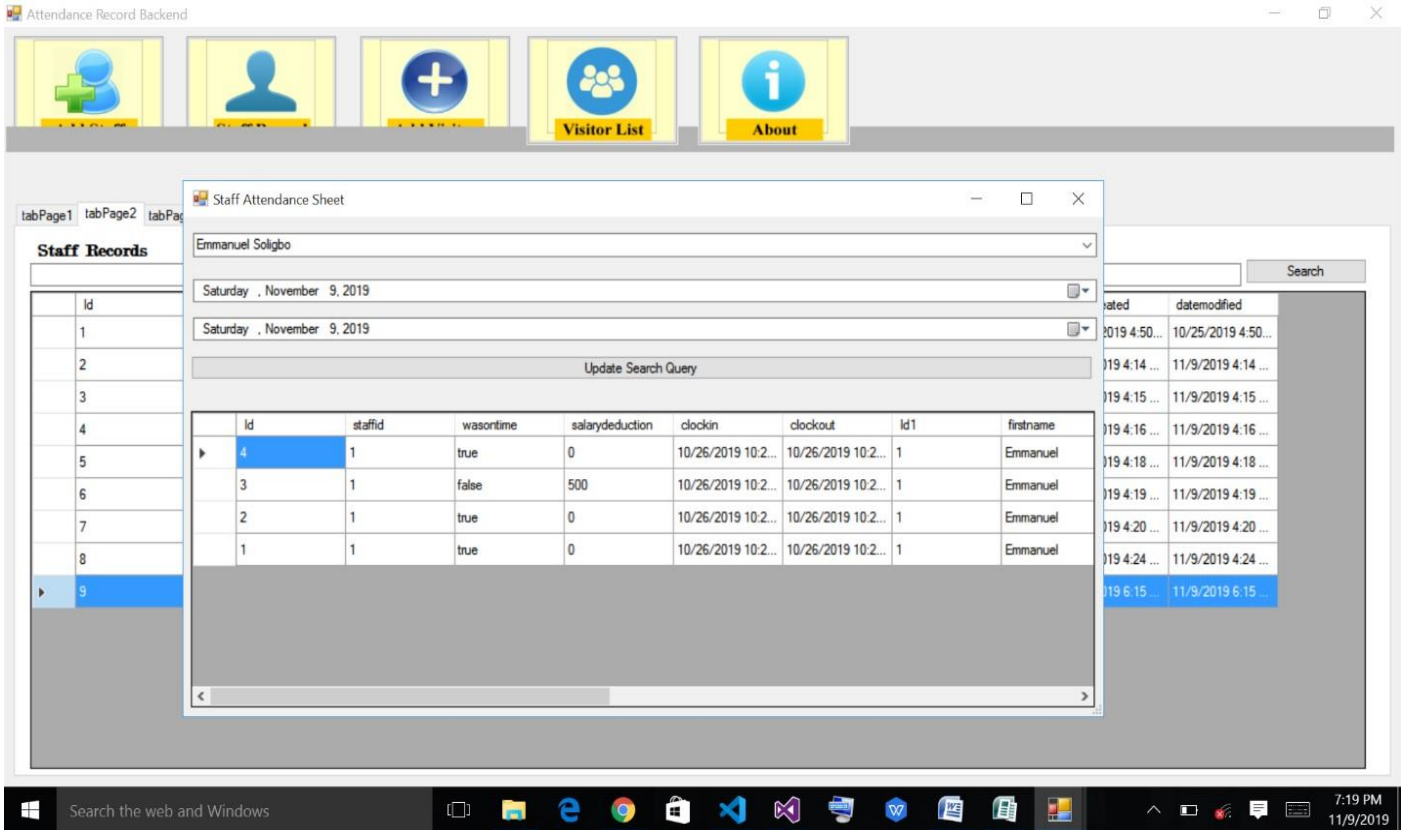 Attendance Record Backend
Visitor List About
Staff Attendance Sheet
tabPage1 tabPage2
Staff Records
Emmanuel Soligbo
Search
Saturday , November 9, 2019
Saturday , November 9, 2019
Update Search Query
Id datemodified
1 10/25/2019 4:50...
2 11/9/2019 4:14 ...
3 11/9/2019 4:15 ...
4 11/9/2019 4:16 ...
5 11/9/2019 4:18 ...
6 11/9/2019 4:19 ...
7 11/9/2019 4:20 ...
8 11/9/2019 4:24 ...
9 11/9/2019 6:15 ...
Id staffid wasontime salarydeduction clockin clockout Id1 firstname
4 1 true 0 10/26/2019 10:2... 10/26/2019 10:2... 1 Emmanuel
3 1 false 500 10/26/2019 10:2... 10/26/2019 10:2... 1 Emmanuel
2 1 true 0 10/26/2019 10:2... 10/26/2019 10:2... 1 Emmanuel
1 1 true 0 10/26/2019 10:2... 10/26/2019 10:2... 1 Emmanuel
Search the web and Windows
7:19 PM
11/9/2019